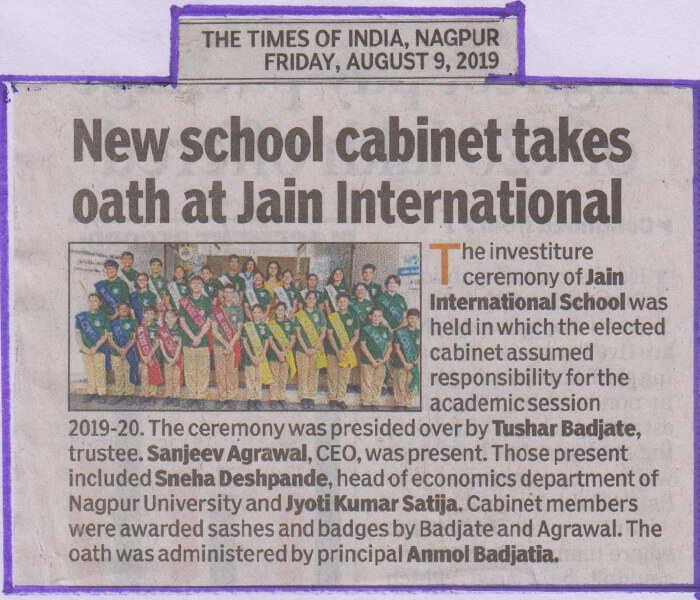 THE TIMES OF INDIA, NAGPUR
FRIDAY, AUGUST 9, 2019
New school cabinet takes
oath at Jain International
The investiture
ceremony of Jain
International School was
held in which the elected
cabinet assumed
responsibility for the
academic session
2019-20. The ceremony was presided over by Tushar Badjate,
trustee. Sanjeev Agrawal, CEO, was present. Those present
included Sneha Deshpande, head of economics department of
Nagpur University and Jyoti Kumar Satija. Cabinet members
were awarded sashes and badges by Badjate and Agrawal. The
oath was administered by principal Anmol Badjatia.